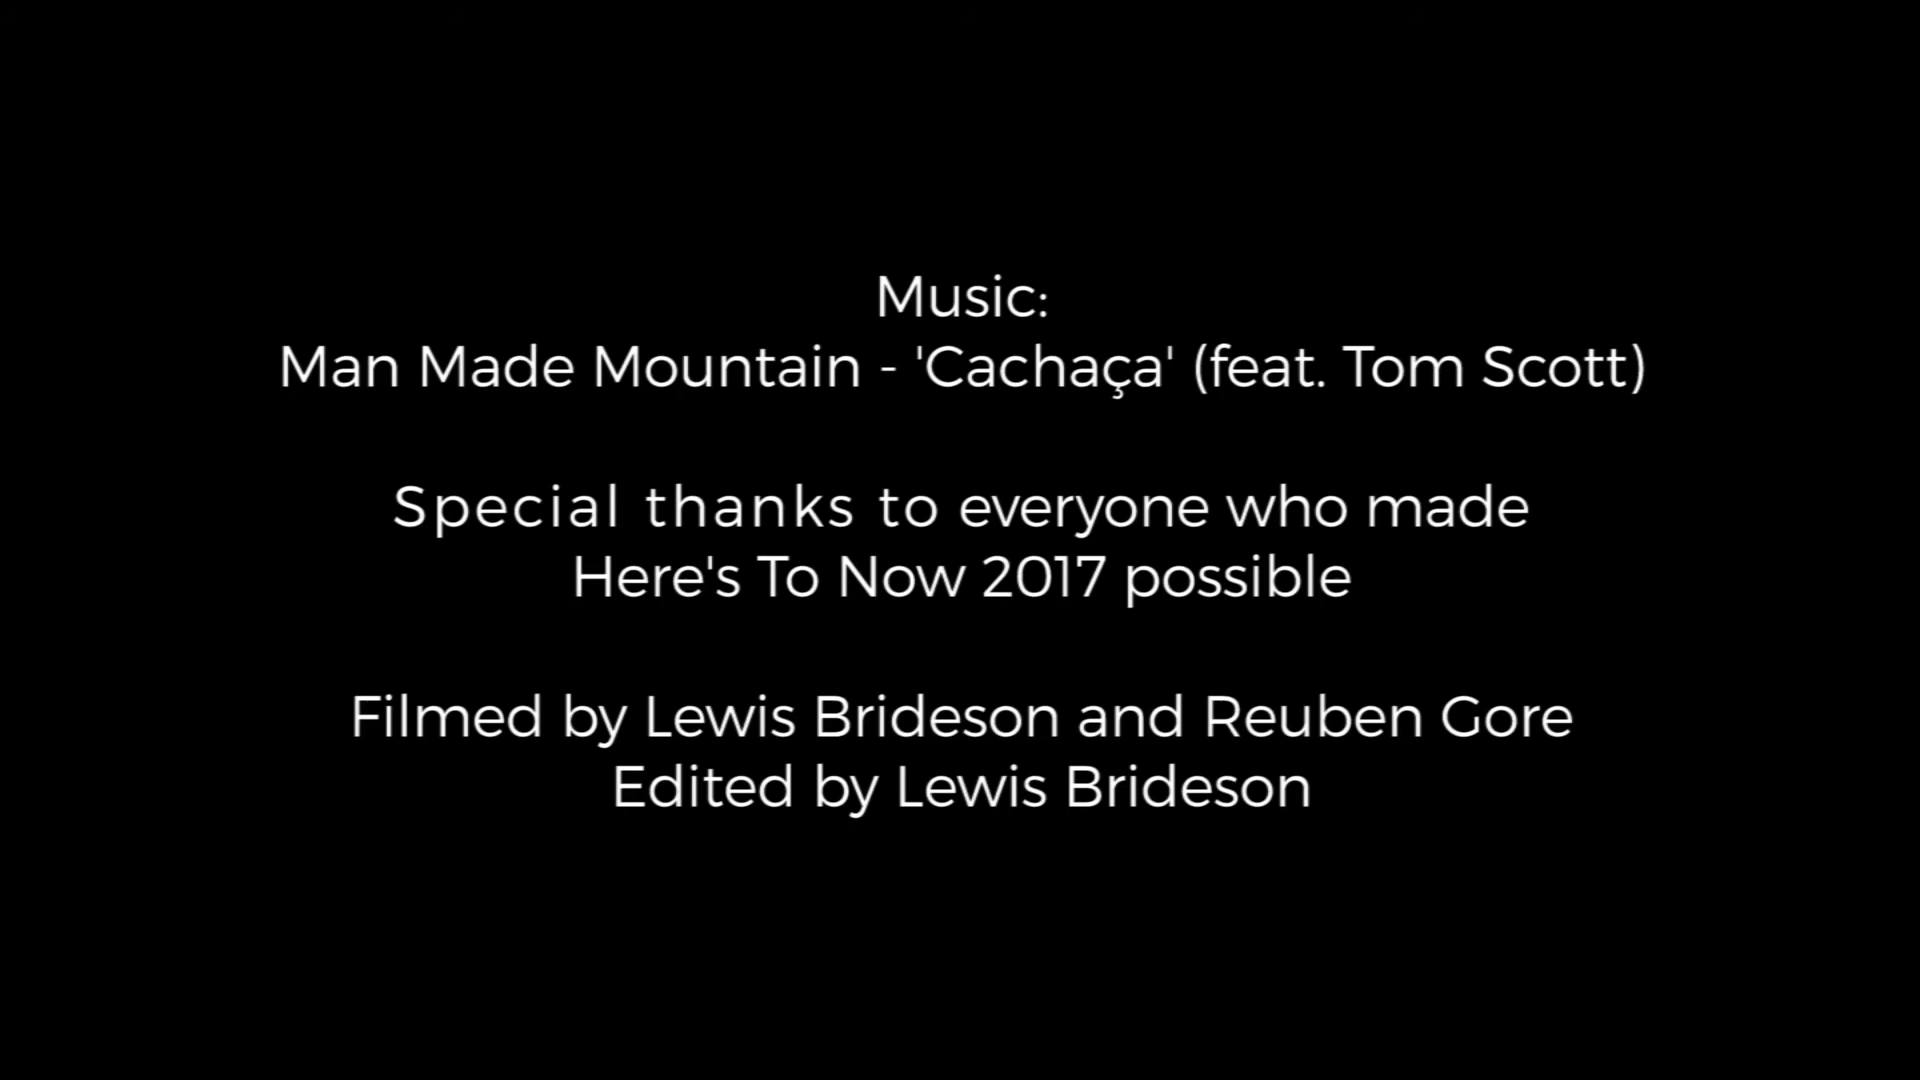 Music:
Man Made Mountain - 'Cachaça' (feat. Tom Scott)
Special thanks to everyone who made
Here's To Now 2017 possible
Filmed by Lewis Brideson and Reuben Gore
Edited by Lewis Brideson